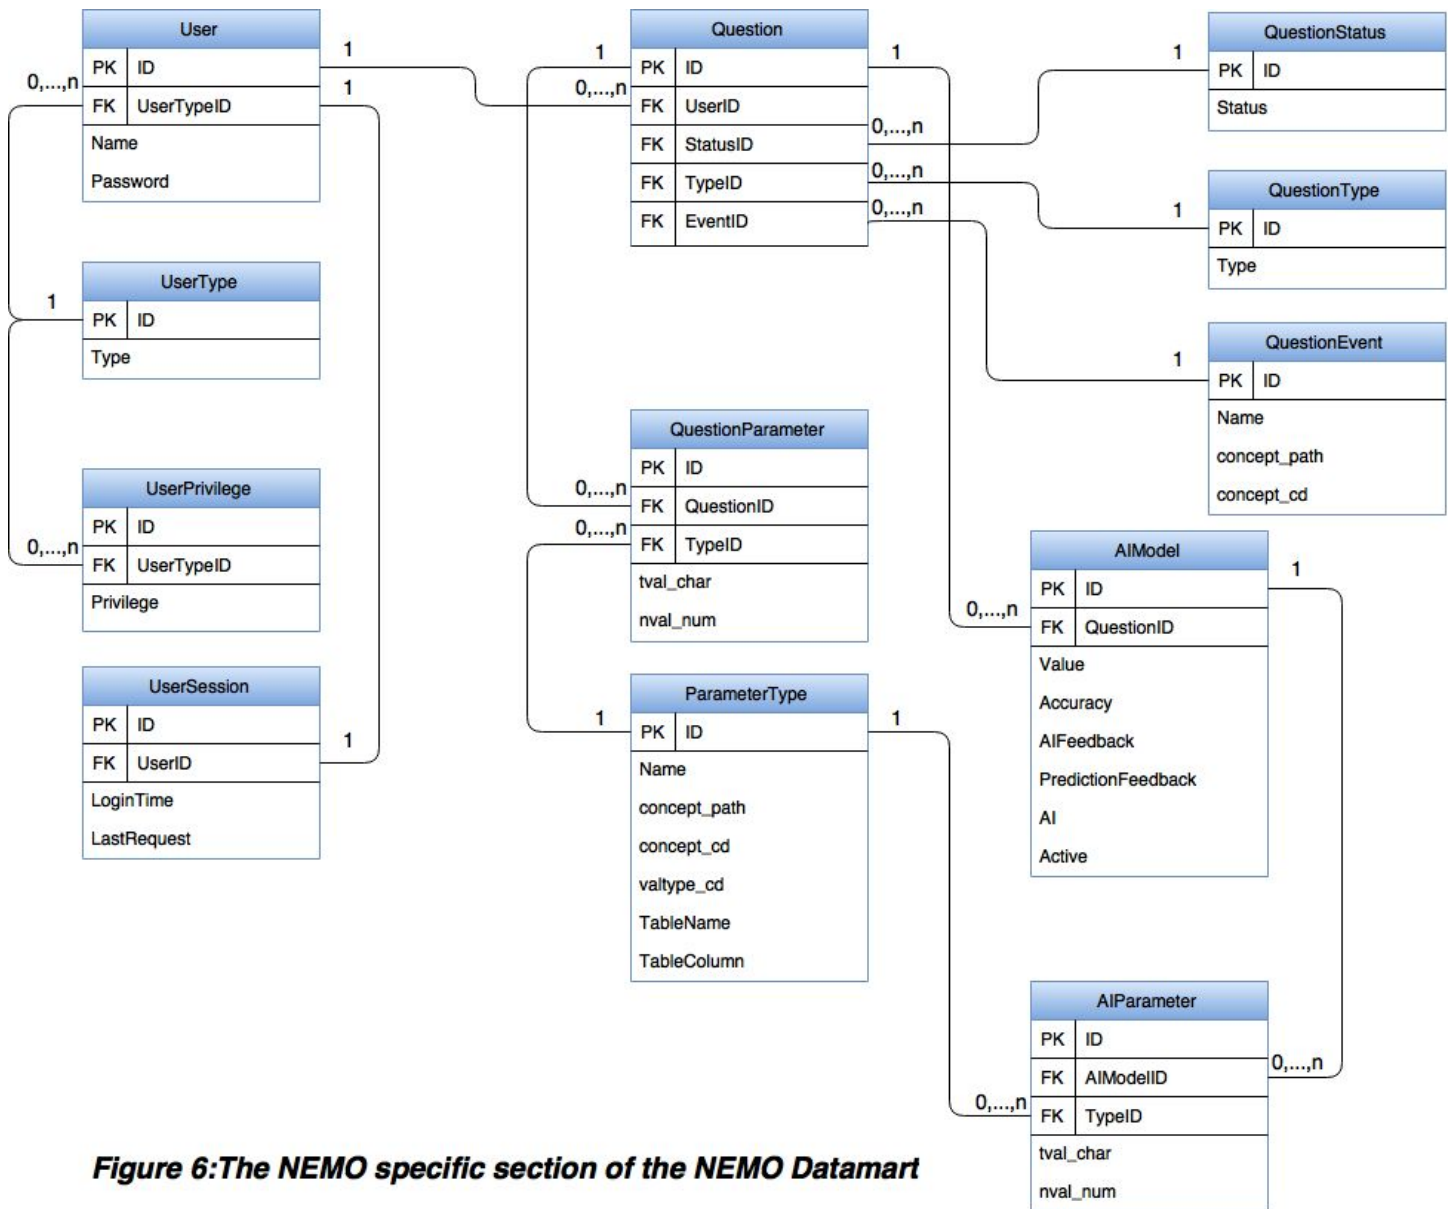 User
PK ID
FK UserTypeID
Name
Password
1
1
0,...,n
UserType
PK ID
Type
1
UserPrivilege
PK ID
FK UserTypeID
Privilege
0,...,n
UserSession
PK ID
FK UserID
LoginTime
LastRequest
1
Question
PK ID
FK UserID
FK StatusID
FK TypeID
FK EventID
1
0,...,n
1
0,...,n
0,...,n
0,...,n
QuestionParameter
PK ID
FK QuestionID
FK TypeID
tval_char
nval_num
0,...,n
0,...,n
ParameterType
PK ID
Name
concept_path
concept_cd
valtype_cd
TableName
TableColumn
1
1
QuestionStatus
PK ID
Status
1
QuestionType
PK ID
Type
1
QuestionEvent
PK ID
Name
concept_path
concept_cd
1
AIModel
PK ID
FK QuestionID
Value
Accuracy
AIFeedback
PredictionFeedback
AI
Active
1
0,...,n
AIParameter
PK ID
FK AIModelID
FK TypeID
tval_char
nval_num
0,...,n
0,...,n
Figure 6:The NEMO specific section of the NEMO Datamart